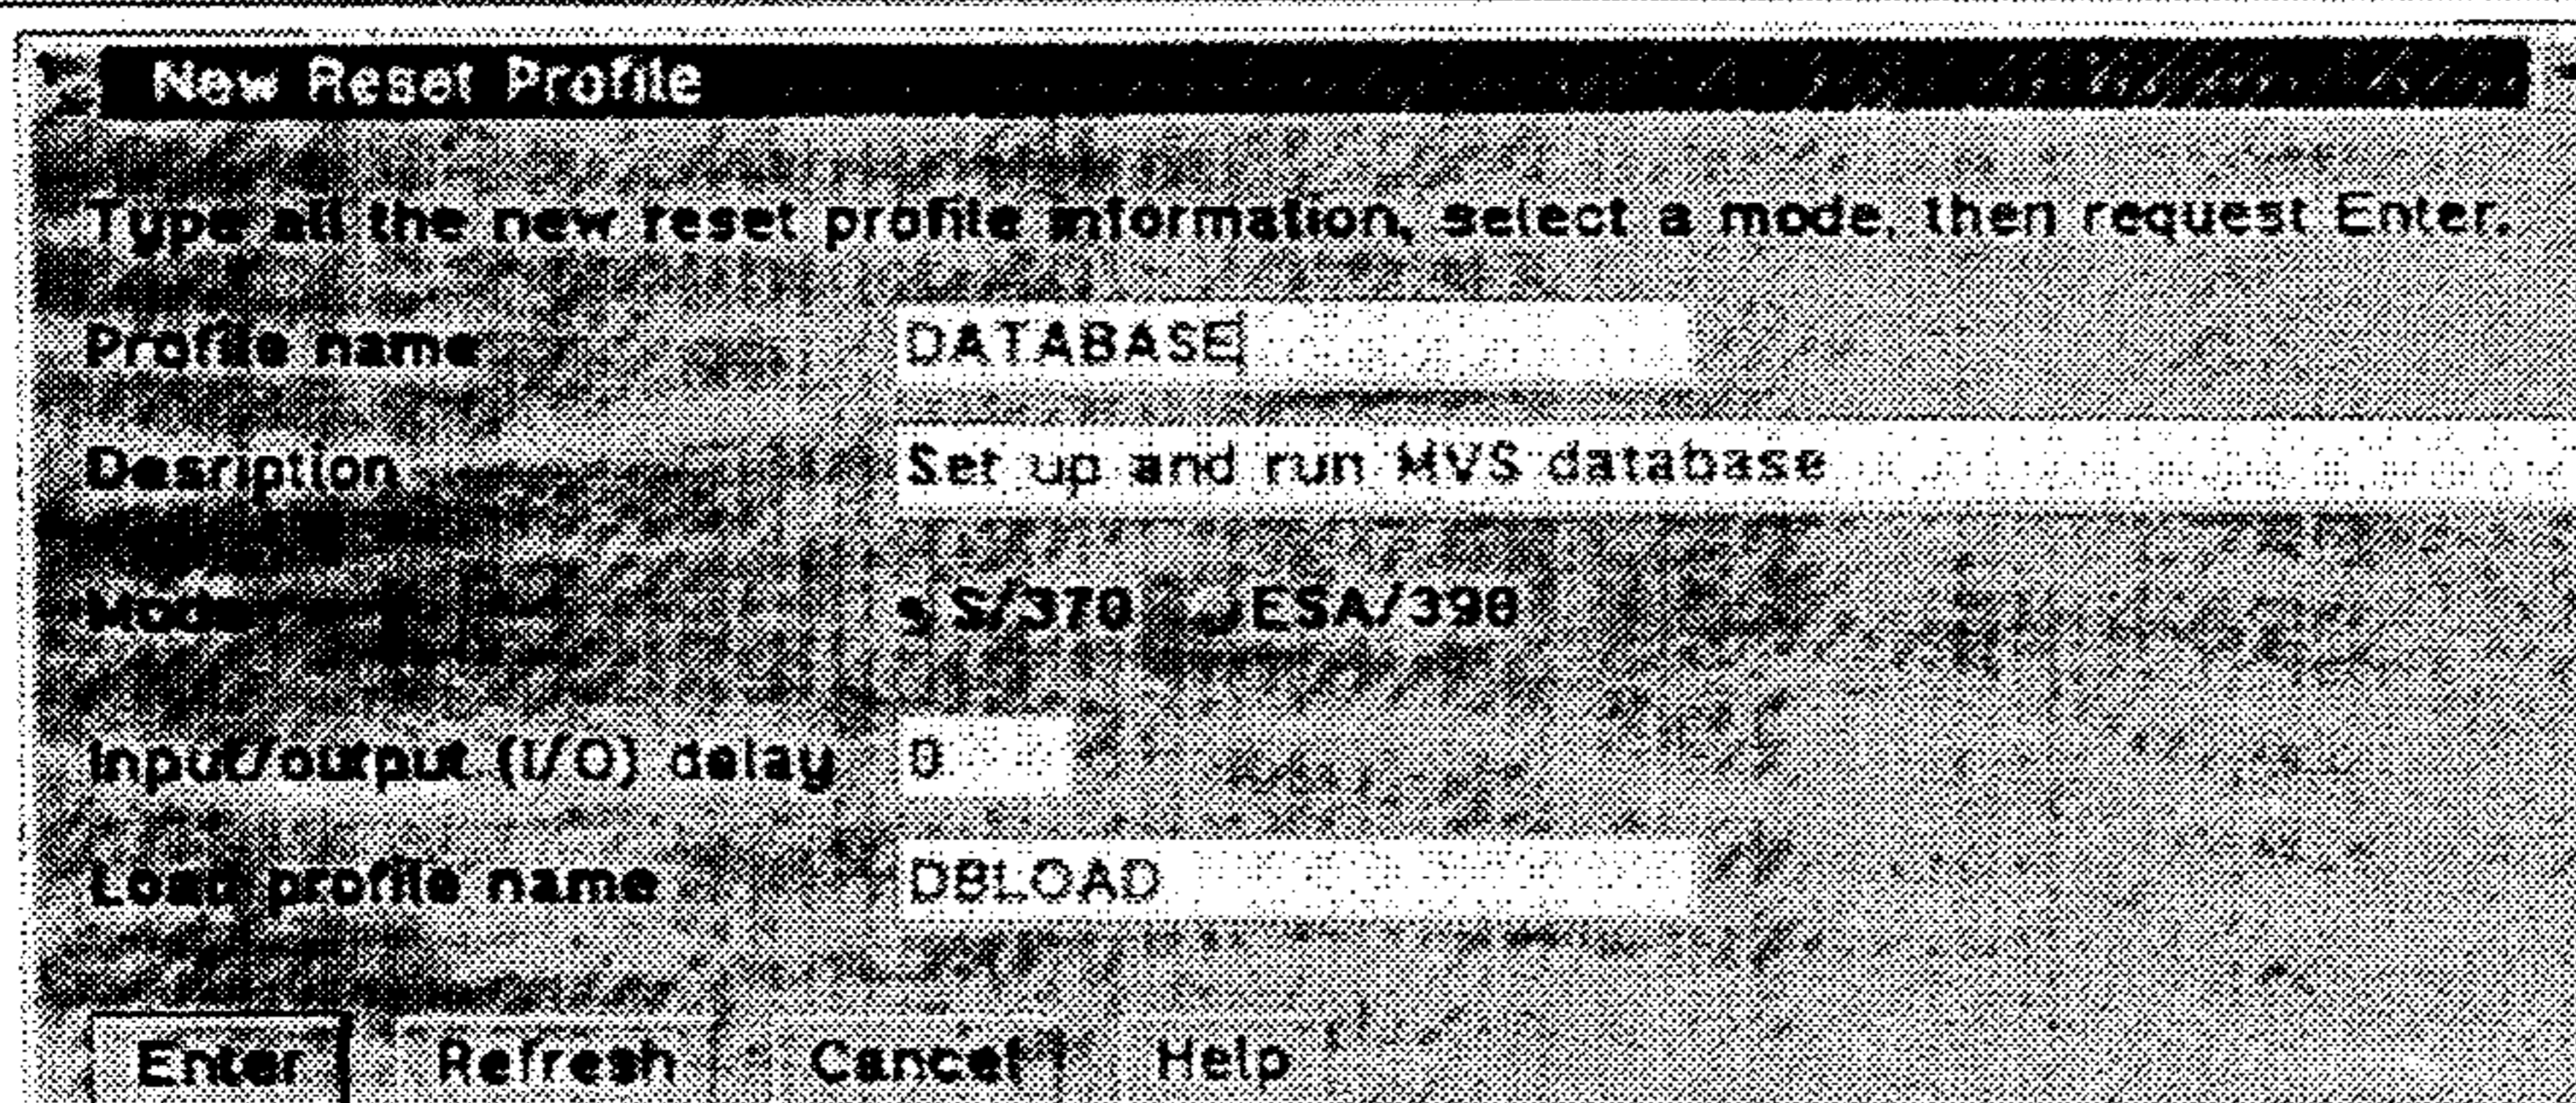 New Reset Profile
Type all the new reset profile information, select a mode, then request Enter.
Profile name DATABASE
Desription Set up and run MVS database
Mode S/370 ESA/390
Input/output (I/O) delay 0
Load profile name DBLOAD
Enter Refresh Cancel Help